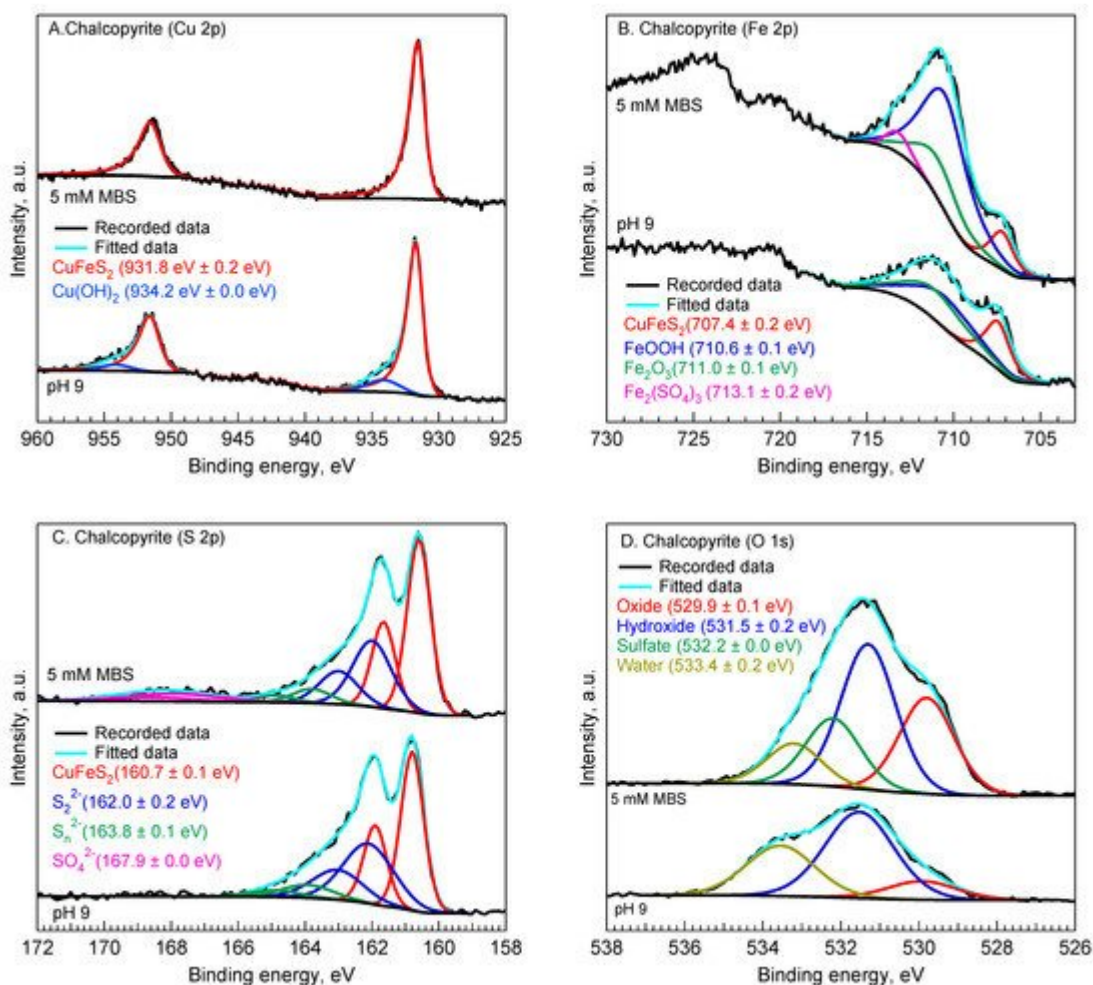 A.Chalcopyrite (Cu 2p)
5 mM MBS
Recorded data
Fitted data
CuFeS2 (931.8 eV ± 0.2 eV)
Cu(OH)2 (934.2 eV ± 0.0 eV)
pH 9
960 955 950 945 940 935 930 925
Binding energy, eV
Intensity, a.u.
B. Chalcopyrite (Fe 2p)
5 mM MBS
pH 9
Recorded data
Fitted data
CuFeS2(707.4 ± 0.2 eV)
FeOOH (710.6 ± 0.1 eV)
Fe2O3(711.0 ± 0.1 eV)
Fe2(SO4)3 (713.1 ± 0.2 eV)
730 725 720 715 710 705
Binding energy, eV
Intensity, a.u.
C. Chalcopyrite (S 2p)
5 mM MBS
Recorded data
Fitted data
CuFeS2(160.7 ± 0.1 eV)
S2^2-(162.0 ± 0.2 eV)
Sn^2-(163.8 ± 0.1 eV)
SO4^2-(167.9 ± 0.0 eV)
pH 9
172 170 168 166 164 162 160 158
Binding energy, eV
Intensity, a.u.
D. Chalcopyrite (O 1s)
Recorded data
Fitted data
Oxide (529.9 ± 0.1 eV)
Hydroxide (531.5 ± 0.2 eV)
Sulfate (532.2 ± 0.0 eV)
Water (533.4 ± 0.2 eV)
5 mM MBS
pH 9
538 536 534 532 530 528 526
Binding energy, eV
Intensity, a.u.